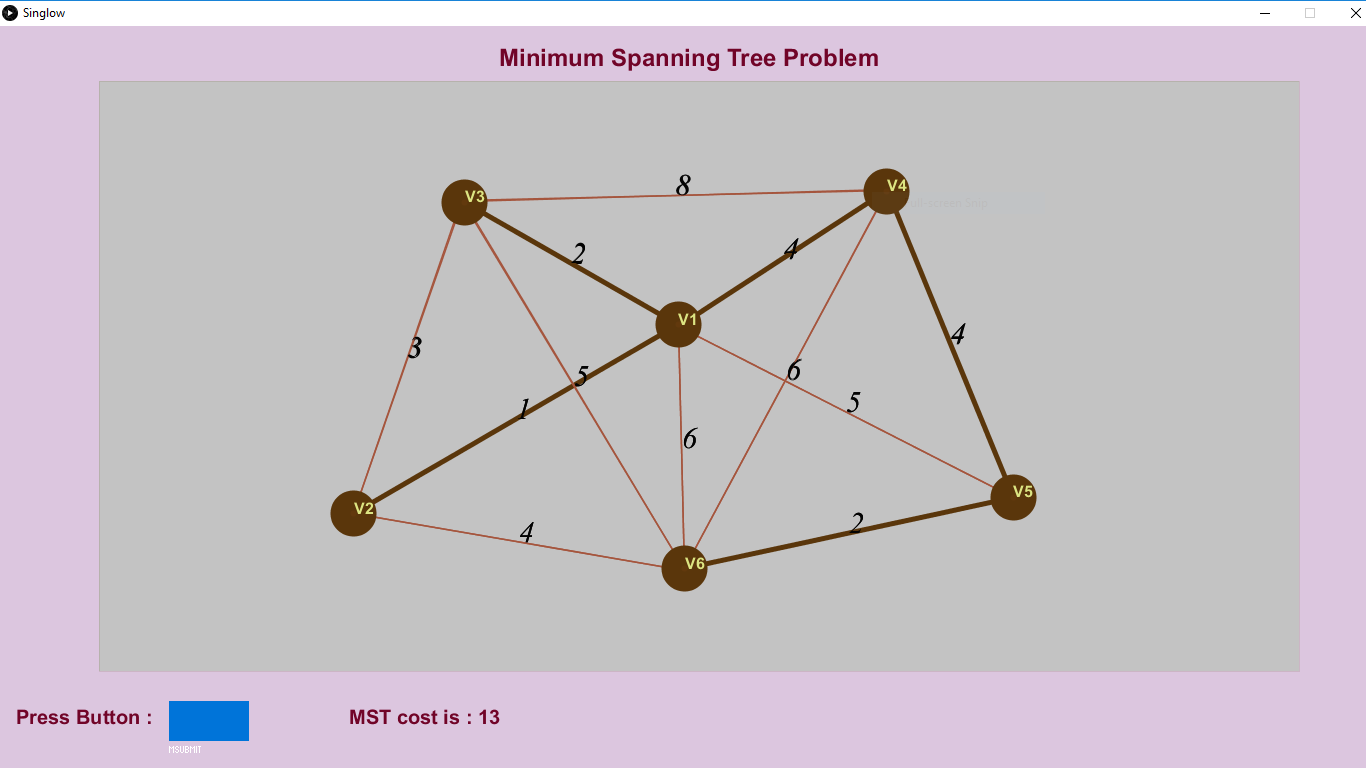 Singlow
Minimum Spanning Tree Problem
8
V3
V4
2
4
V1
3
4
5
6
1
5
6
V2
V5
4
2
V6
Press Button :
MST cost is : 13
MSUBMIT